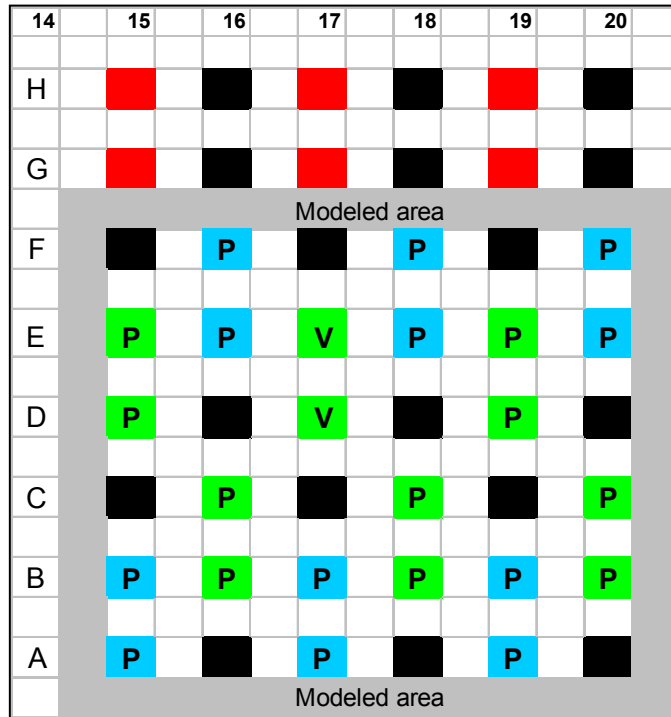 14 15 16 17 18 19 20
H
G
Modeled area
F P P P
E P P V P P P
D P V P
C P P P
B P P P P P P
A P P P
Modeled area